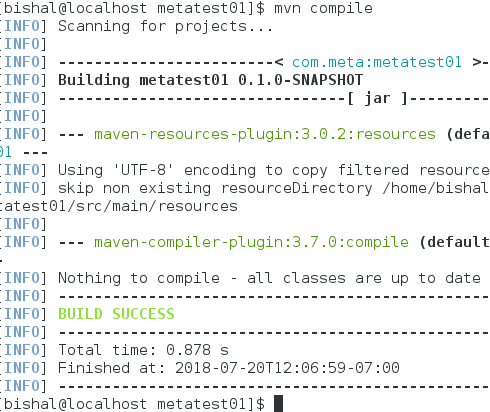 [bishal@localhost metatest01]$ mvn compile
[INFO] Scanning for projects...
[INFO]
[INFO] ------------------------< com.meta:metatest01 >-
[INFO] Building metatest01 0.1.0-SNAPSHOT
[INFO] --------------------------------[ jar ]---------
[INFO]
[INFO] --- maven-resources-plugin:3.0.2:resources (defa
01 ---
[INFO] Using 'UTF-8' encoding to copy filtered resource
[INFO] skip non existing resourceDirectory /home/bishal
tatest01/src/main/resources
[INFO]
[INFO] --- maven-compiler-plugin:3.7.0:compile (default
-
[INFO] Nothing to compile - all classes are up to date
[INFO] ------------------------------------------------
[INFO] BUILD SUCCESS
[INFO] ------------------------------------------------
[INFO] Total time: 0.878 s
[INFO] Finished at: 2018-07-20T12:06:59-07:00
[INFO] ------------------------------------------------
[bishal@localhost metatest01]$